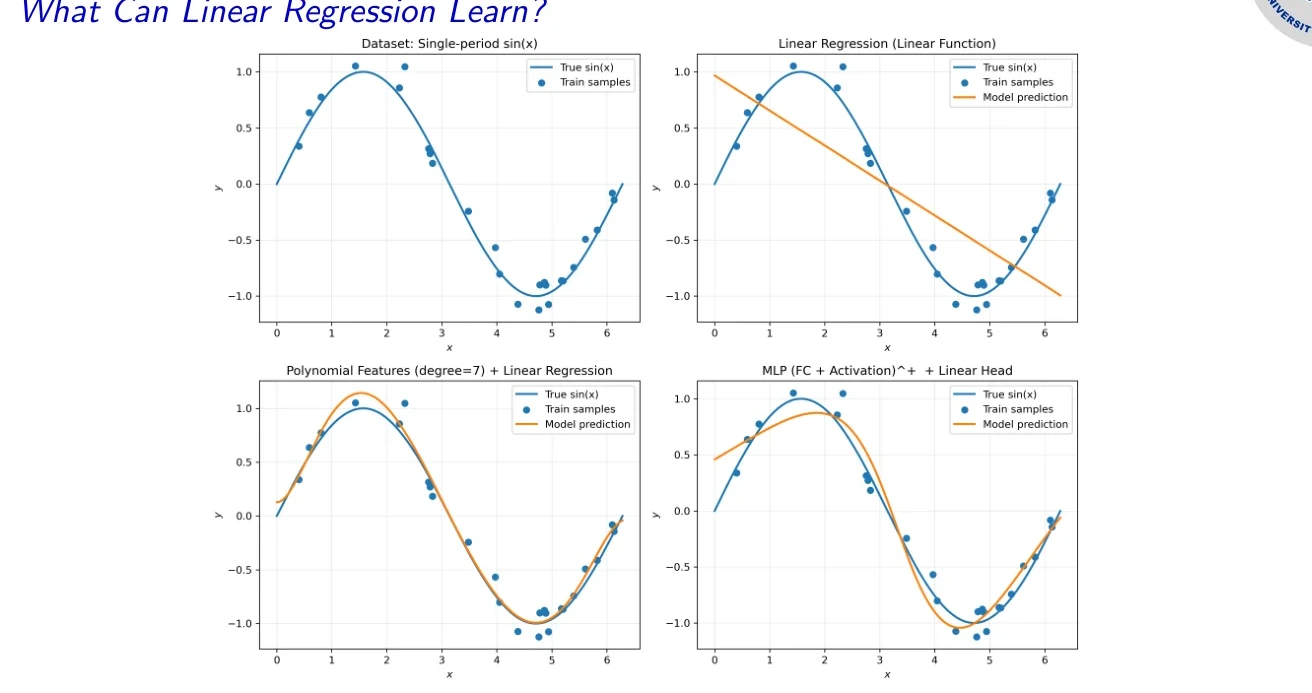 What Can Linear Regression Learn?
UNIVERSIT
Dataset: Single-period sin(x)
True sin(x)
Train samples
1.0
0.5
0.0
−0.5
−1.0
y
0 1 2 3 4 5 6
x
Linear Regression (Linear Function)
True sin(x)
Train samples
Model prediction
1.0
0.5
0.0
−0.5
−1.0
y
0 1 2 3 4 5 6
x
Polynomial Features (degree=7) + Linear Regression
True sin(x)
Train samples
Model prediction
1.0
0.5
0.0
−0.5
−1.0
y
0 1 2 3 4 5 6
x
MLP (FC + Activation)^+ + Linear Head
True sin(x)
Train samples
Model prediction
1.0
0.5
0.0
−0.5
−1.0
y
0 1 2 3 4 5 6
x